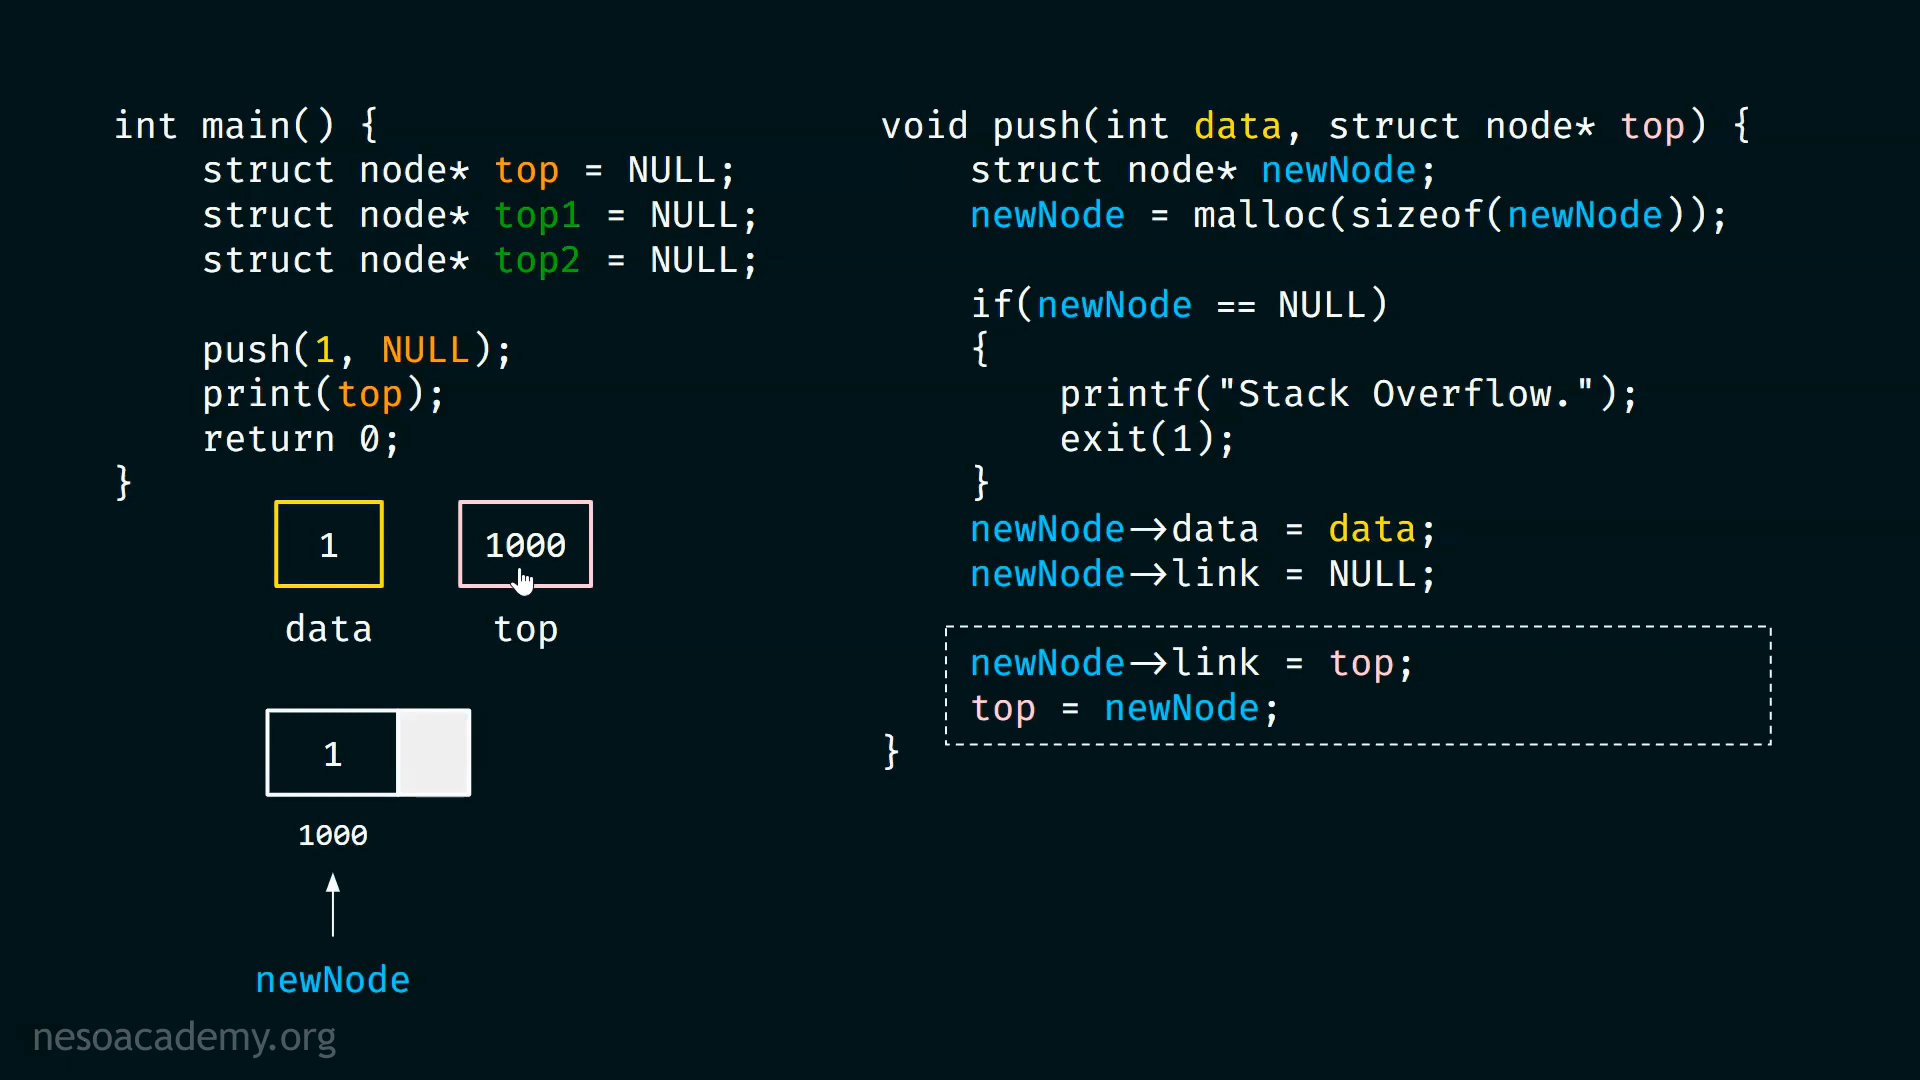 int main() {
struct node* top = NULL;
struct node* top1 = NULL;
struct node* top2 = NULL;
push(1, NULL);
print(top);
return 0;
}
1
1000
data
top
1
1000
newNode
void push(int data, struct node* top) {
struct node* newNode;
newNode = malloc(sizeof(newNode));
if(newNode == NULL)
{
printf("Stack Overflow.");
exit(1);
}
newNode→data = data;
newNode→link = NULL;
newNode→link = top;
top = newNode;
}
nesoacademy.org